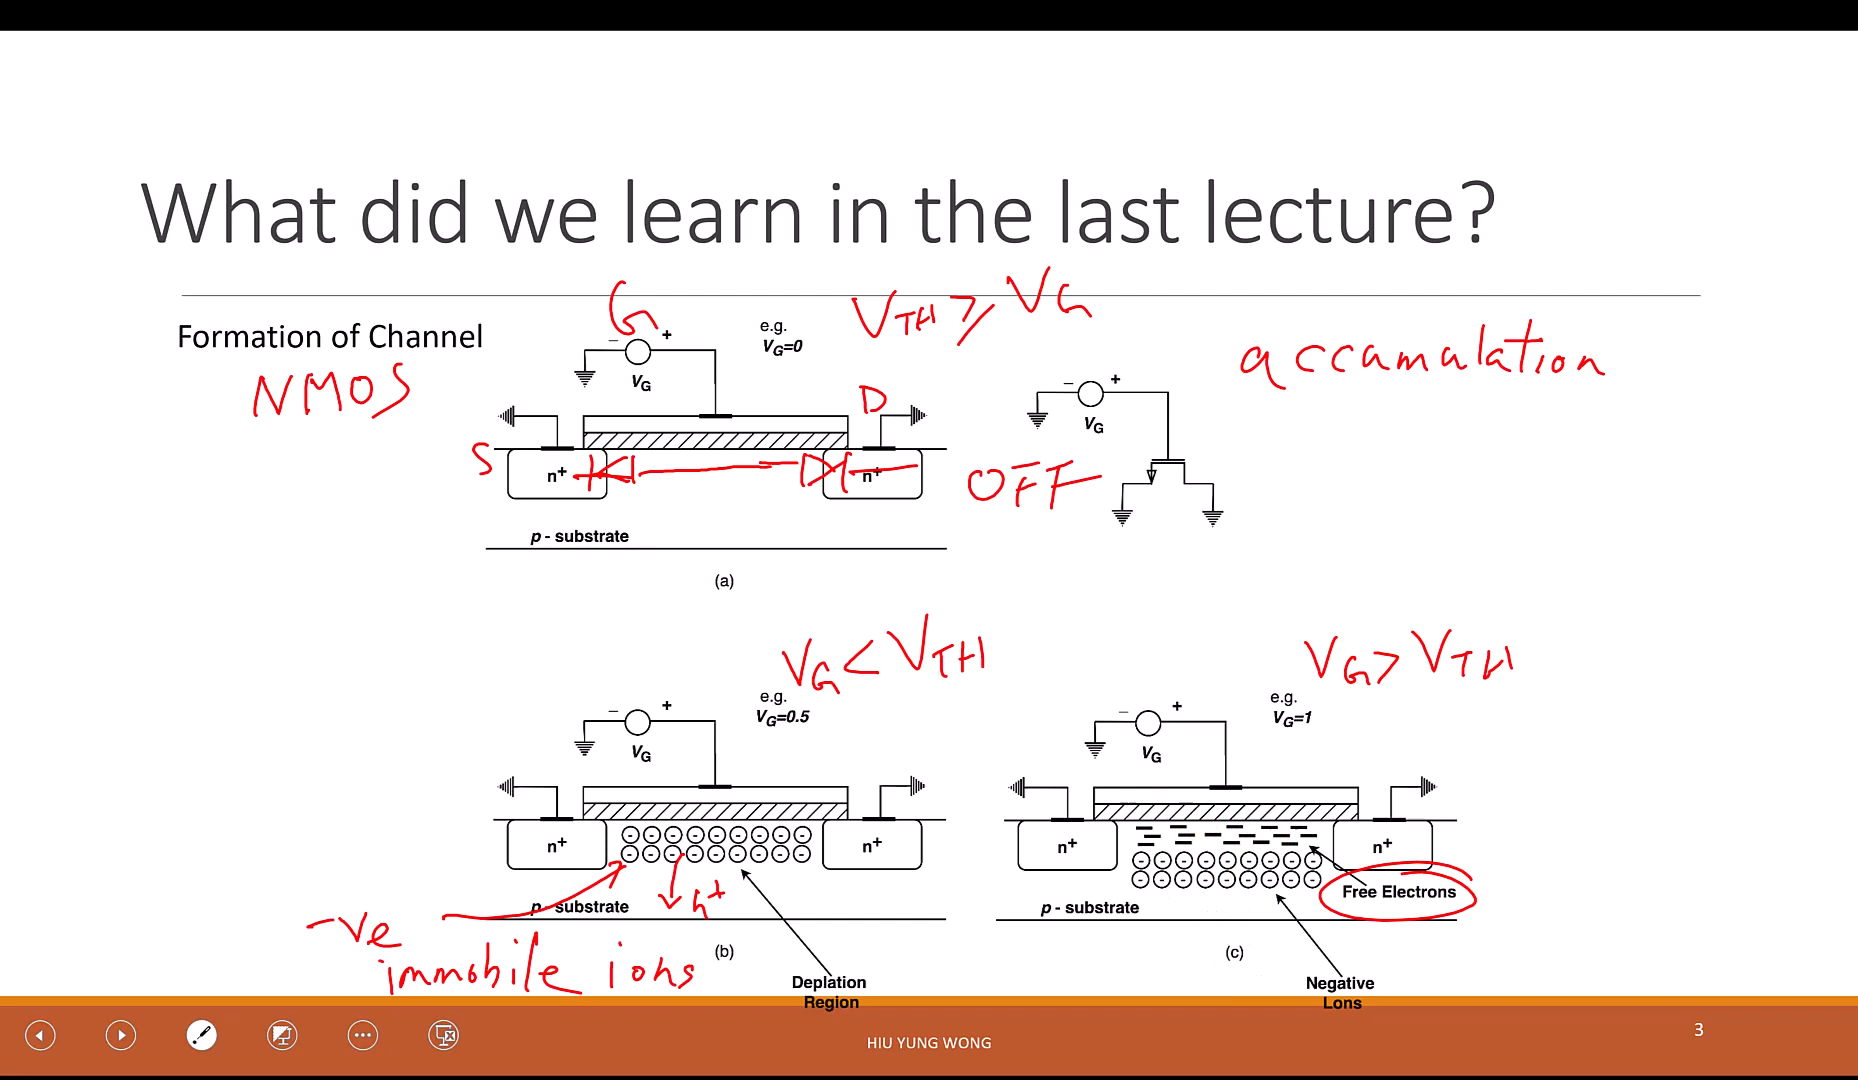 What did we learn in the last lecture?
Formation of Channel
NMOS
G
− +
VG
e.g.
VG=0
VTH ≥ VG
accamulation
S
D
n+
n+
OFF
p - substrate
(a)
− +
VG
VG < VTH
e.g.
VG=0.5
− +
VG
n+
n+
p - substrate
h+
-ve
immobile ions
(b)
Deplation
Region
VG > VTH
e.g.
VG=1
− +
VG
n+
n+
Free Electrons
p - substrate
(c)
Negative
Lons
HIU YUNG WONG
3